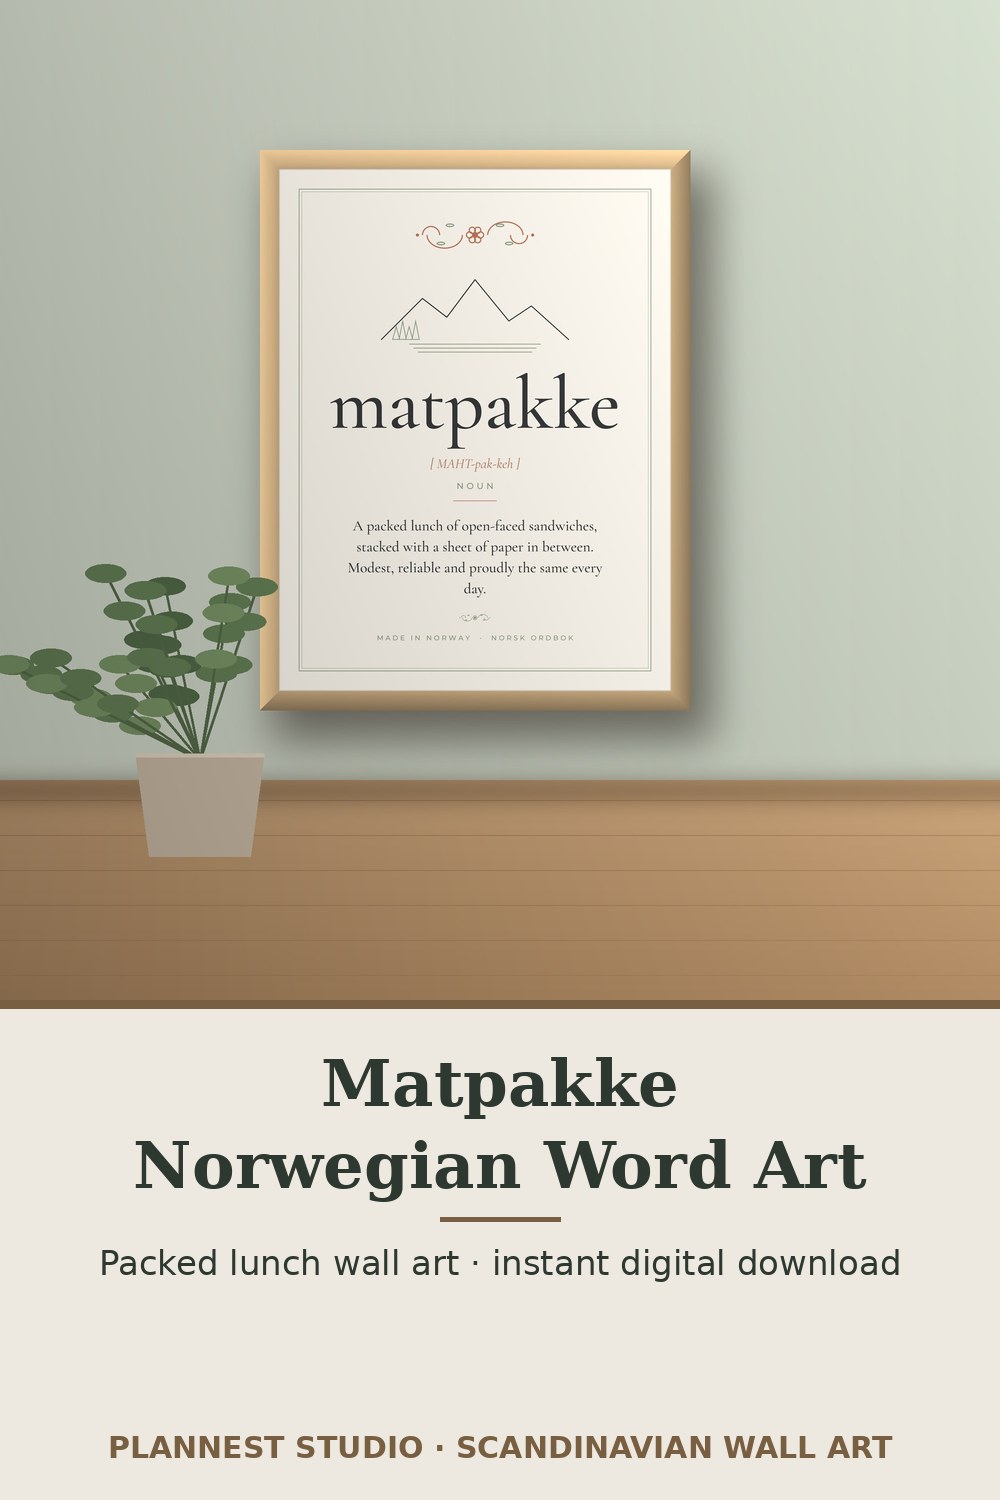 matpakke
[ MAHT-pak-keh ]
NOUN
A packed lunch of open-faced sandwiches,
stacked with a sheet of paper in between.
Modest, reliable and proudly the same every
day.
MADE IN NORWAY · NORSK ORDBOK
Matpakke
Norwegian Word Art
Packed lunch wall art · instant digital download
PLANNEST STUDIO · SCANDINAVIAN WALL ART